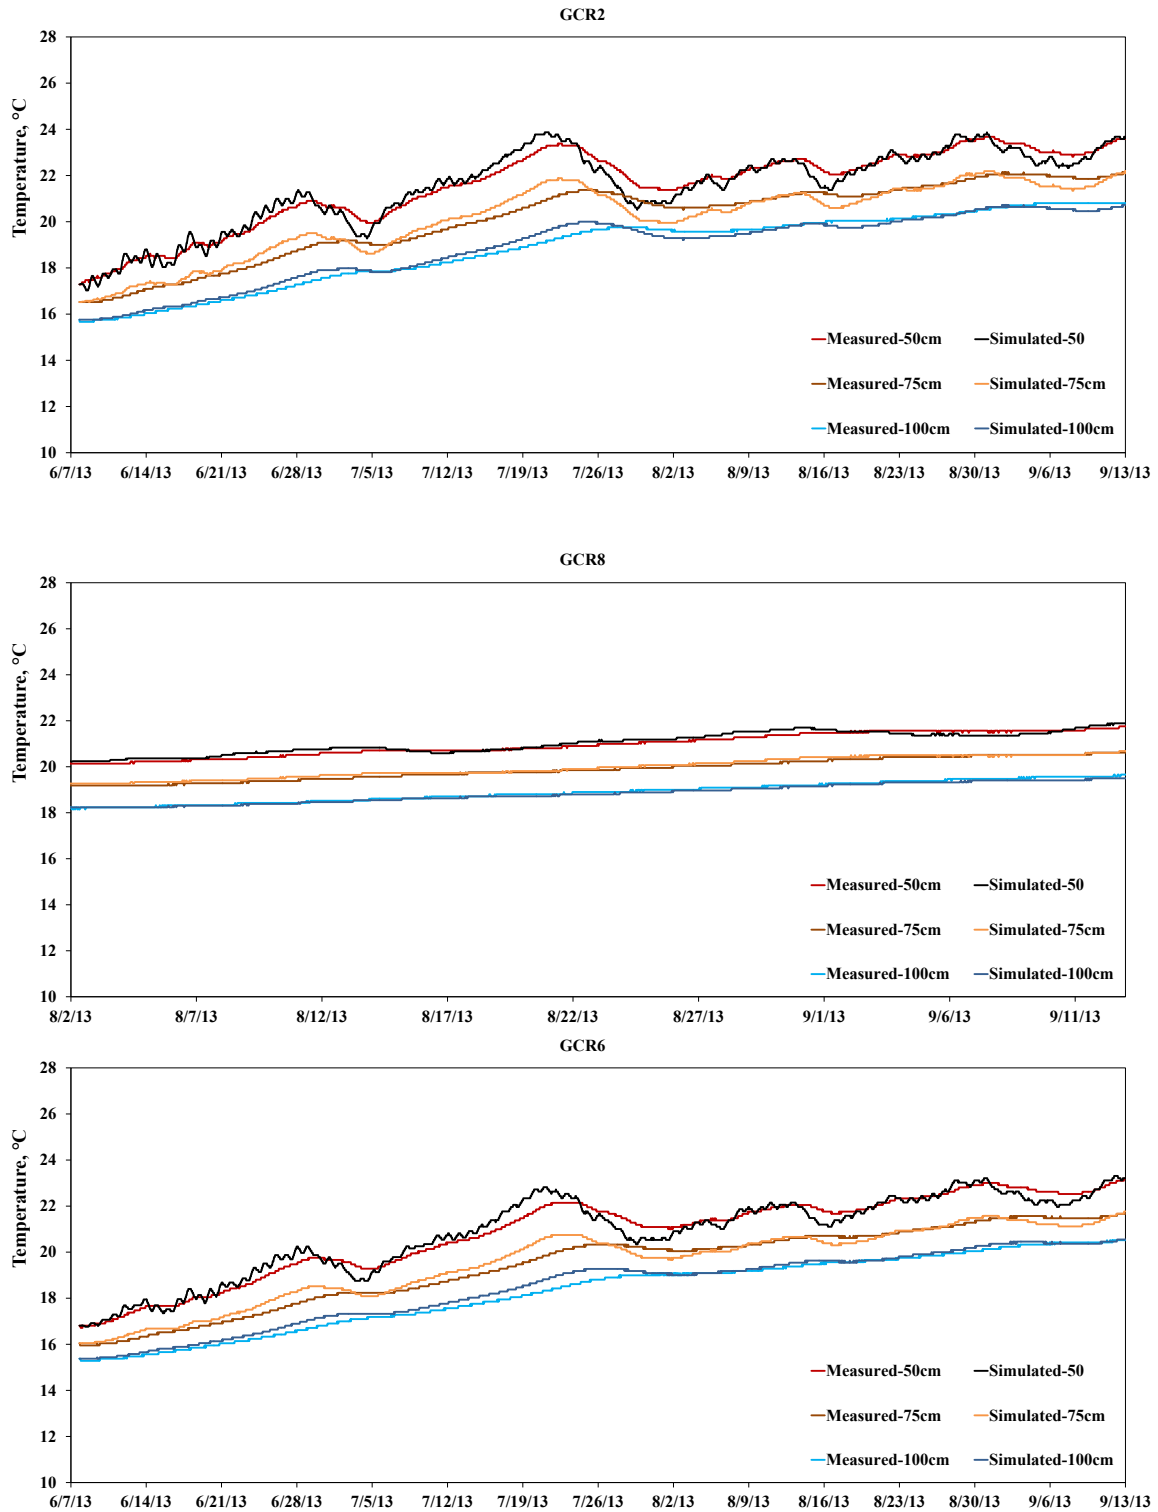 GCR2
Temperature, °C
28
26
24
22
20
18
16
14
12
10
Measured-50cm Simulated-50
Measured-75cm Simulated-75cm
Measured-100cm Simulated-100cm
6/7/13 6/14/13 6/21/13 6/28/13 7/5/13 7/12/13 7/19/13 7/26/13 8/2/13 8/9/13 8/16/13 8/23/13 8/30/13 9/6/13 9/13/13
GCR8
Temperature, °C
28
26
24
22
20
18
16
14
12
10
Measured-50cm Simulated-50
Measured-75cm Simulated-75cm
Measured-100cm Simulated-100cm
8/2/13 8/7/13 8/12/13 8/17/13 8/22/13 8/27/13 9/1/13 9/6/13 9/11/13
GCR6
Temperature, °C
28
26
24
22
20
18
16
14
12
10
Measured-50cm Simulated-50
Measured-75cm Simulated-75cm
Measured-100cm Simulated-100cm
6/7/13 6/14/13 6/21/13 6/28/13 7/5/13 7/12/13 7/19/13 7/26/13 8/2/13 8/9/13 8/16/13 8/23/13 8/30/13 9/6/13 9/13/13